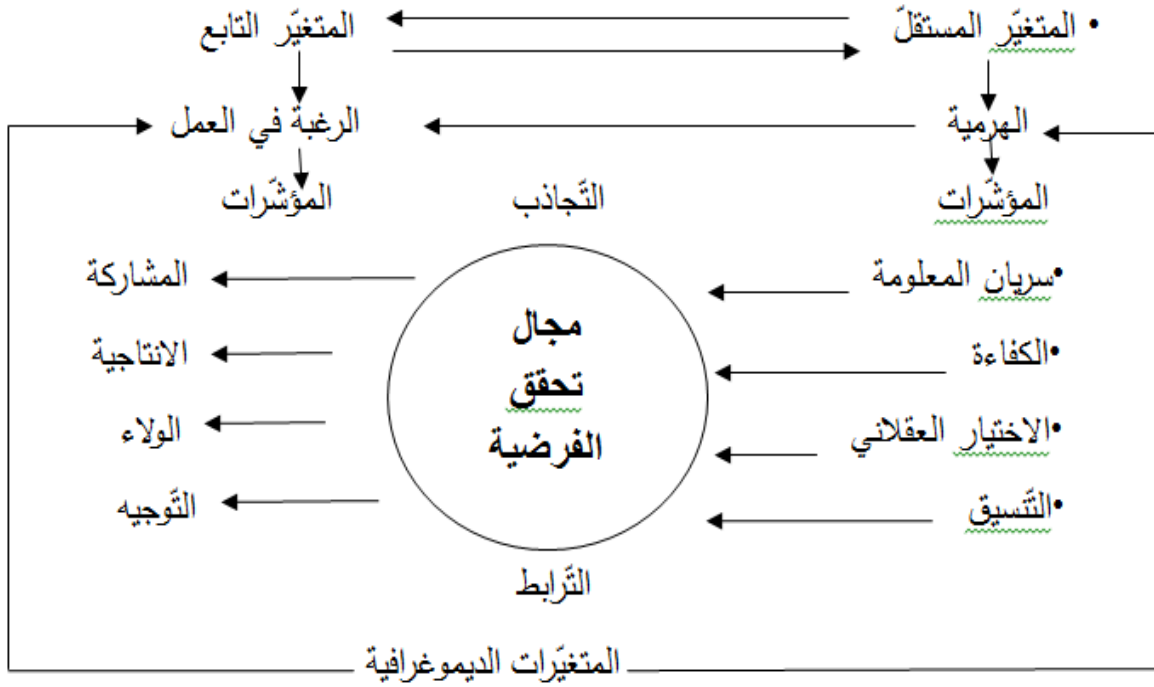 • المتغيّر المستقلّ
المتغيّر التابع
الهرمية
الرغبة في العمل
المؤشّرات
التّجاذب
المؤشّرات
•سريان المعلومة
المشاركة
•الكفاءة
الانتاجية
•الاختيار العقلاني
الولاء
•التّنسيق
التّوجيه
مجال
تحقق
الفرضية
التّرابط
المتغيّرات الديموغرافية